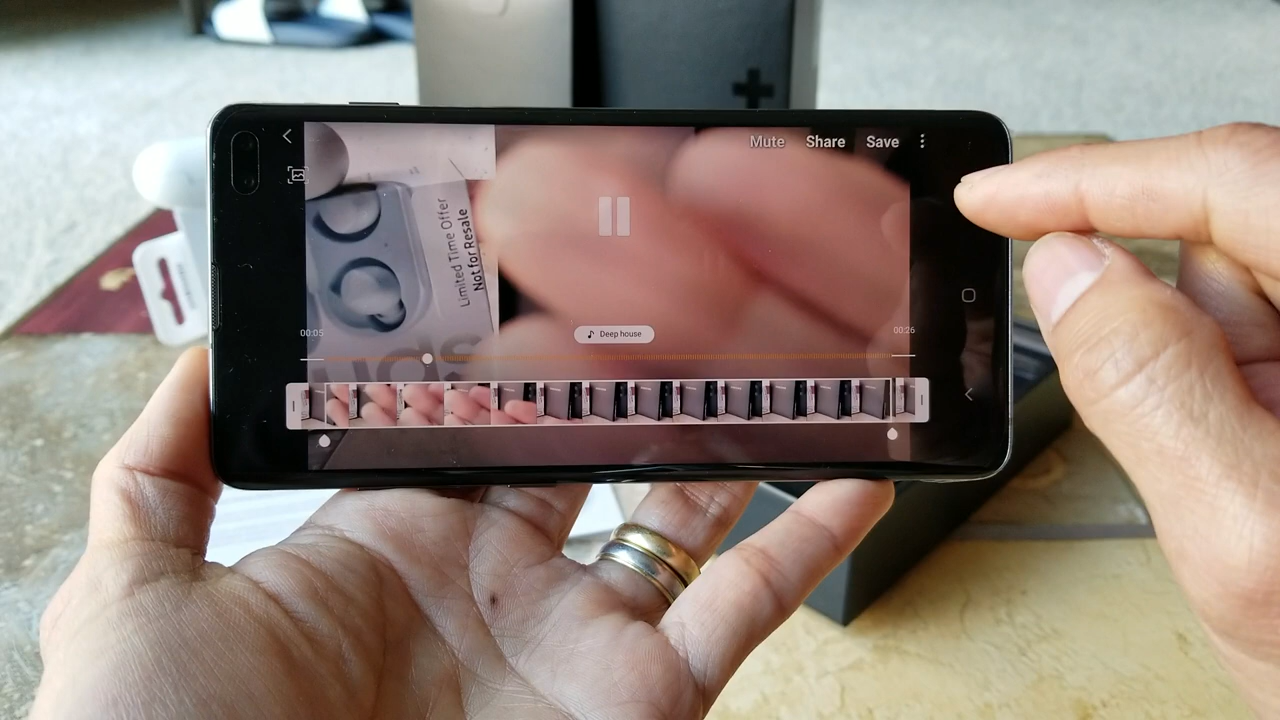 Mute Share Save
Limited Time Offer
Not for Resale
00:05
Deep house
00:26